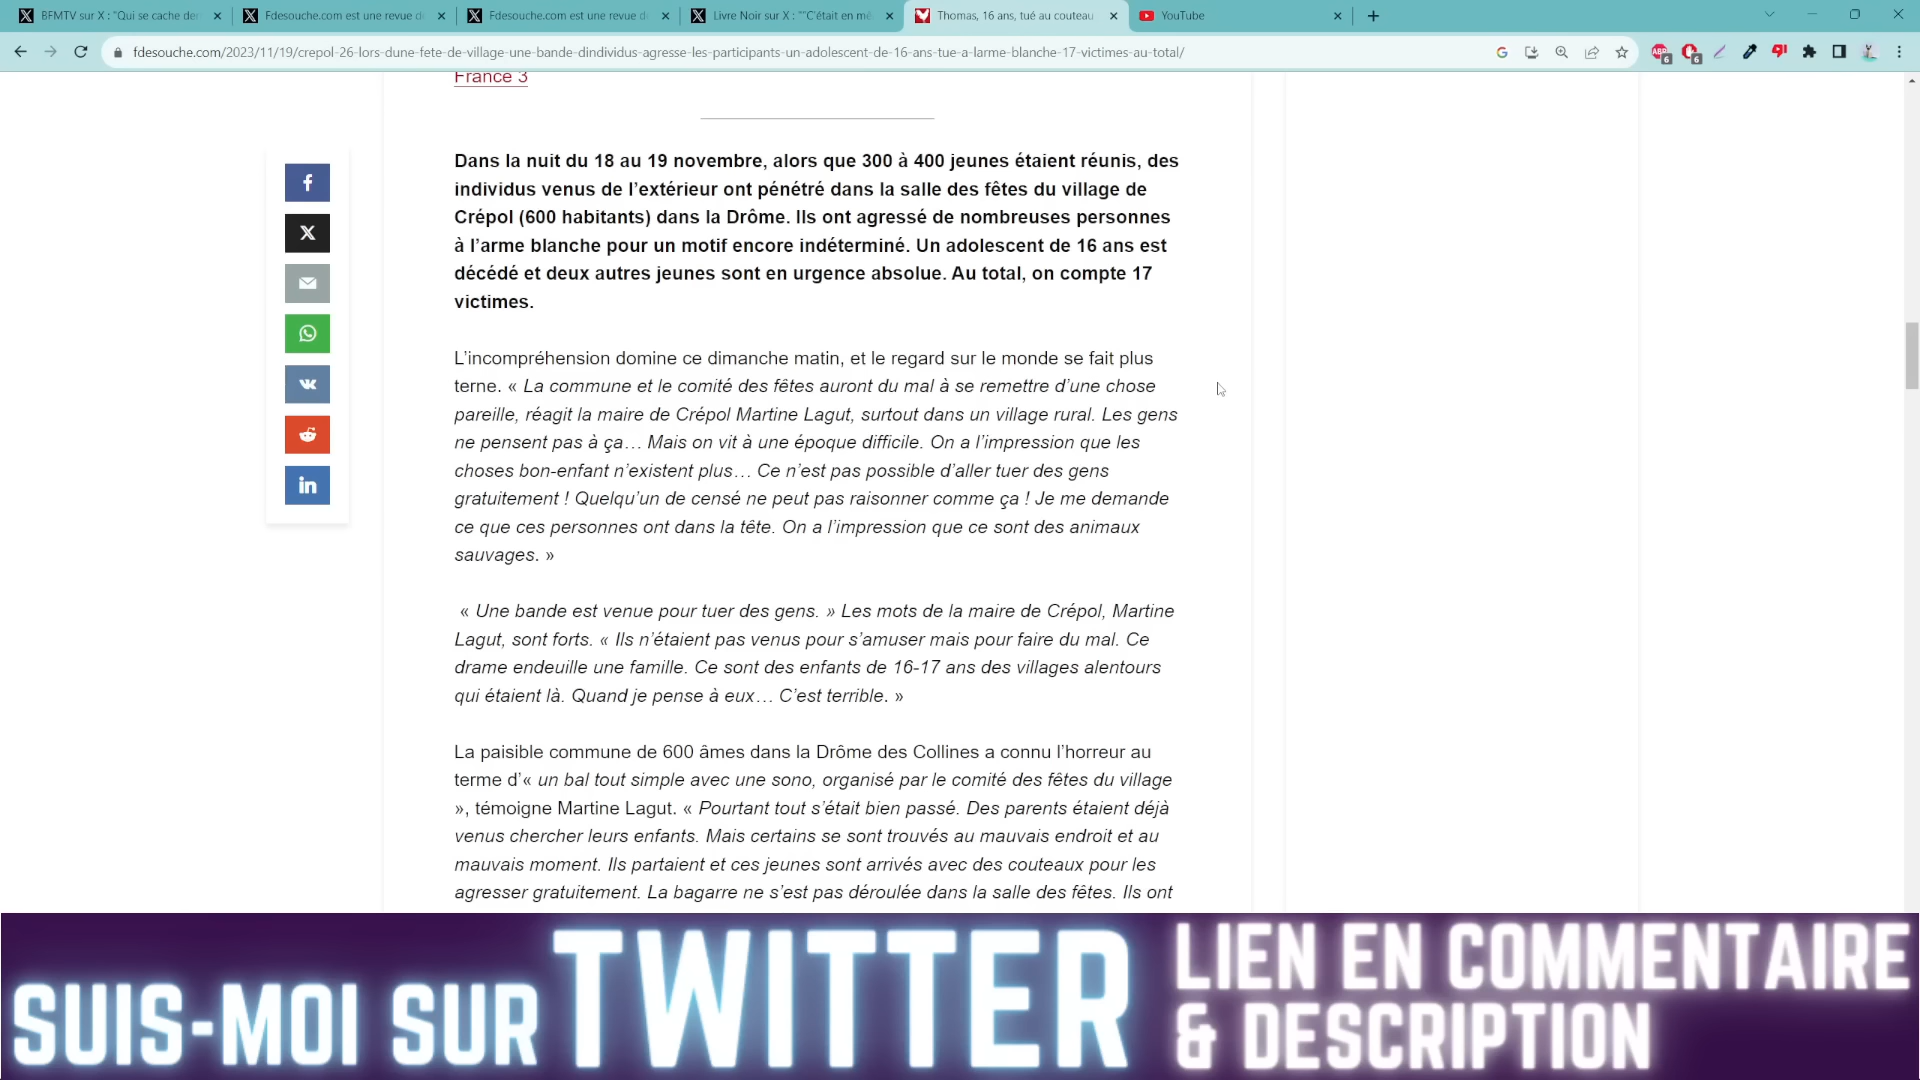 BFMTV sur X : "Qui se cache der
Fdesouche.com est une revue de
Fdesouche.com est une revue de
Livre Noir sur X : ""C'était en mê
Thomas, 16 ans, tué au couteau
YouTube
fdesouche.com/2023/11/19/crepol-26-lors-dune-fete-de-village-une-bande-dindividus-agresse-les-participants-un-adolescent-de-16-ans-tue-a-larme-blanche-17-victimes-au-total/
France 3
Dans la nuit du 18 au 19 novembre, alors que 300 à 400 jeunes étaient réunis, des
individus venus de l’extérieur ont pénétré dans la salle des fêtes du village de
Crépol (600 habitants) dans la Drôme. Ils ont agressé de nombreuses personnes
à l’arme blanche pour un motif encore indéterminé. Un adolescent de 16 ans est
décédé et deux autres jeunes sont en urgence absolue. Au total, on compte 17
victimes.
L’incompréhension domine ce dimanche matin, et le regard sur le monde se fait plus
terne. « La commune et le comité des fêtes auront du mal à se remettre d’une chose
pareille, réagit la maire de Crépol Martine Lagut, surtout dans un village rural. Les gens
ne pensent pas à ça… Mais on vit à une époque difficile. On a l’impression que les
choses bon-enfant n’existent plus… Ce n’est pas possible d’aller tuer des gens
gratuitement ! Quelqu’un de censé ne peut pas raisonner comme ça ! Je me demande
ce que ces personnes ont dans la tête. On a l’impression que ce sont des animaux
sauvages. »
« Une bande est venue pour tuer des gens. » Les mots de la maire de Crépol, Martine
Lagut, sont forts. « Ils n’étaient pas venus pour s’amuser mais pour faire du mal. Ce
drame endeuille une famille. Ce sont des enfants de 16-17 ans des villages alentours
qui étaient là. Quand je pense à eux… C’est terrible. »
La paisible commune de 600 âmes dans la Drôme des Collines a connu l’horreur au
terme d’« un bal tout simple avec une sono, organisé par le comité des fêtes du village
», témoigne Martine Lagut. « Pourtant tout s’était bien passé. Des parents étaient déjà
venus chercher leurs enfants. Mais certains se sont trouvés au mauvais endroit et au
mauvais moment. Ils partaient et ces jeunes sont arrivés avec des couteaux pour les
agresser gratuitement. La bagarre ne s’est pas déroulée dans la salle des fêtes. Ils ont
SUIS-MOI SUR TWITTER
LIEN EN COMMENTAIRE
& DESCRIPTION